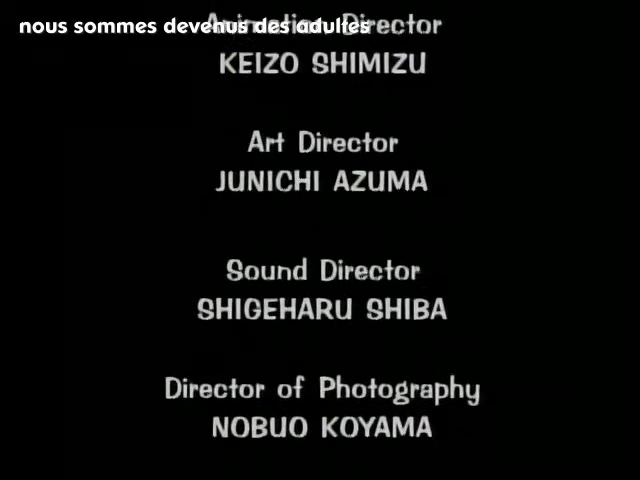 nous sommes devenus des adultes
Animation Director
KEIZO SHIMIZU
Art Director
JUNICHI AZUMA
Sound Director
SHIGEHARU SHIBA
Director of Photography
NOBUO KOYAMA